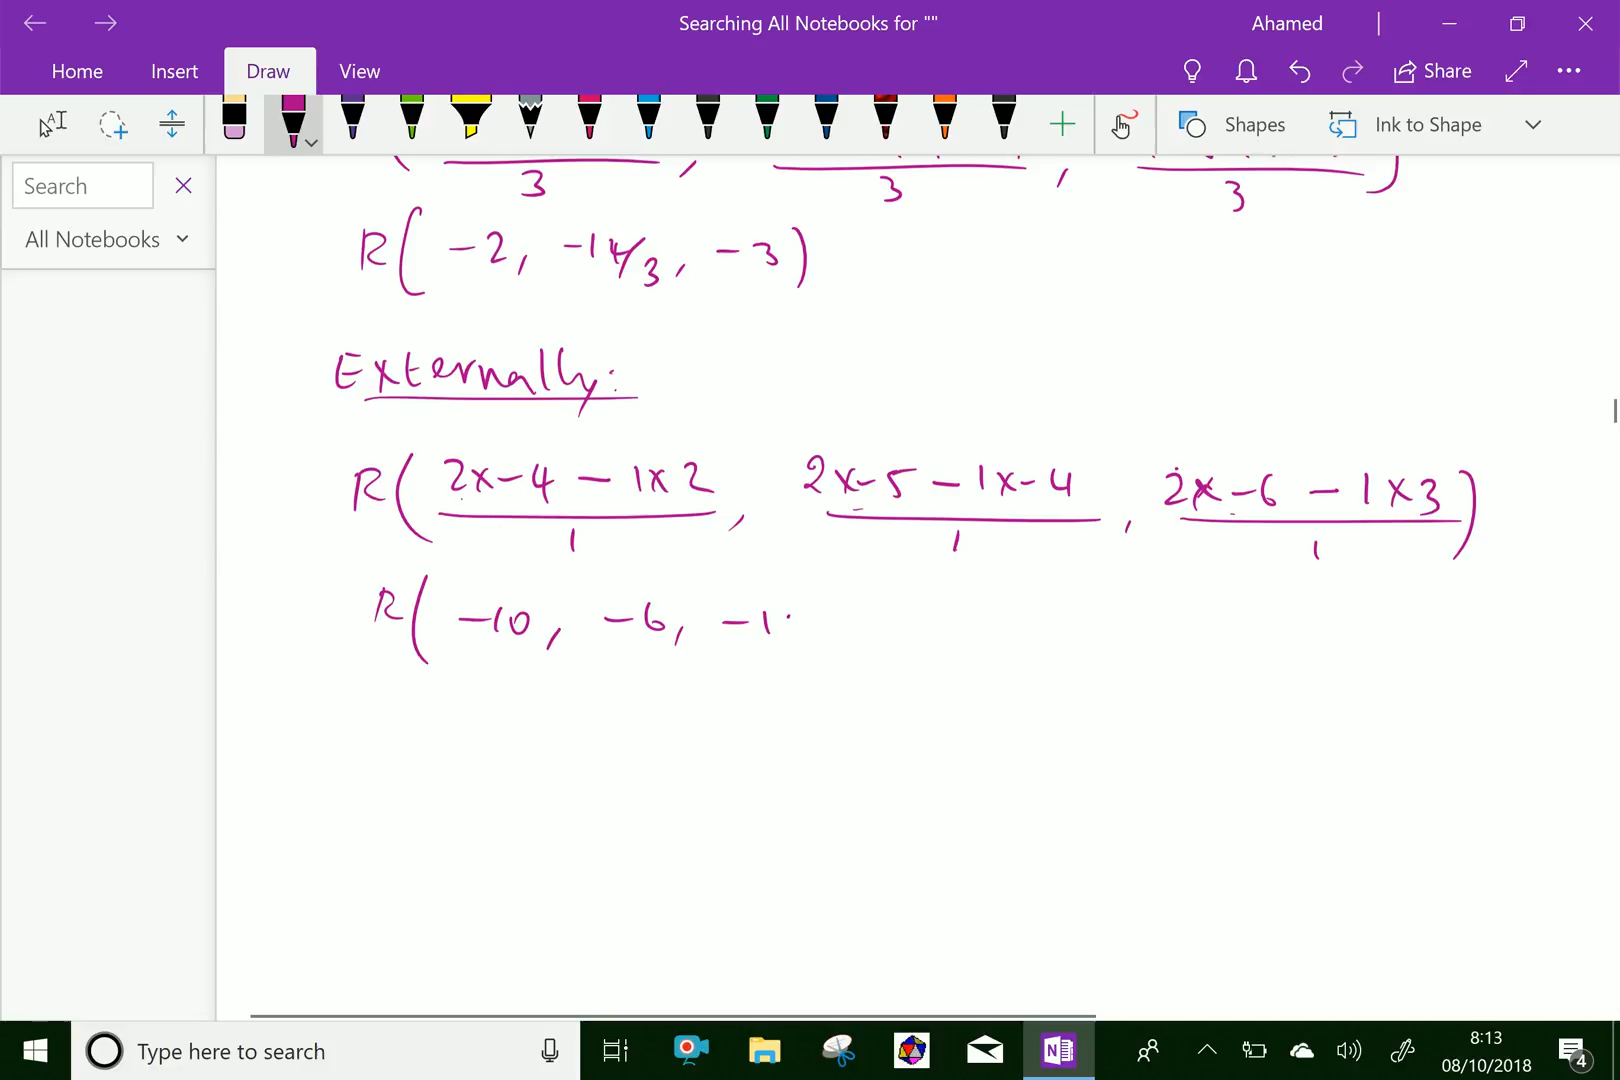 Searching All Notebooks for ""
Ahamed
Home Insert Draw View
Share
Shapes
Ink to Shape
Search
All Notebooks
3 , 3 , 3 )
R( -2, -14/3, -3)
Externally:
R( 2x-4 - 1x2 / 1 , 2x-5 - 1x-4 / 1 , 2x-6 - 1x3 / 1 )
R( -10, -6, -1
Type here to search
8:13
08/10/2018
4